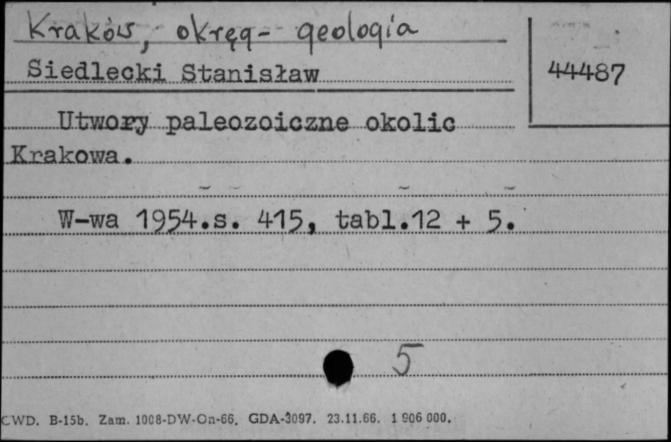 Kraków, okręg - geologia
Siedlecki Stanisław
44487
Utwory paleozoiczne okolic
Krakowa.
W-wa 1954.s. 415, tabl.12 + 5.
5
CWD. B-15b. Zam. 1008-DW-On-66. GDA-3097. 23.11.66. 1 906 000.